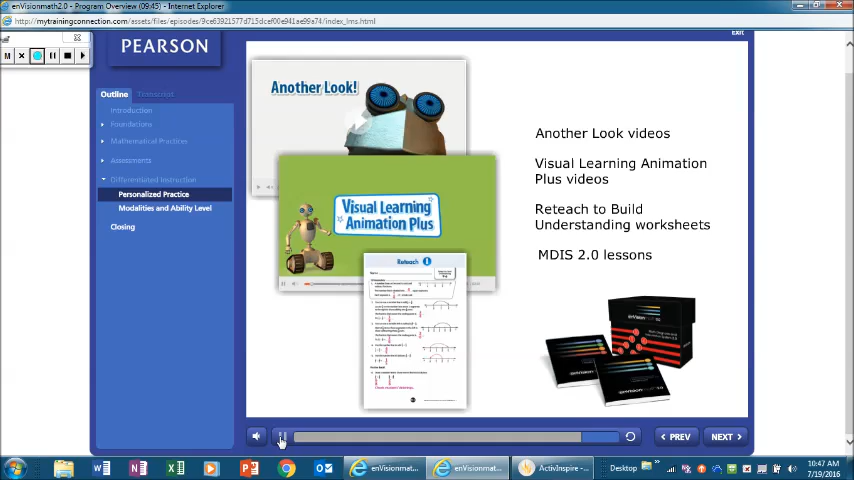 enVisionmath2.0 - Program Overview (09:45) - Internet Explorer
http://mytrainingconnection.com/assets/files/episodes/9ce63921577d715dcef00e941ae99a74/index_lms.html
M
PEARSON
EXIT
Outline
Transcript
Introduction
Foundations
Mathematical Practices
Assessments
Differentiated Instruction
Personalized Practice
Modalities and Ability Level
Closing
Another Look!
Visual Learning
Animation Plus
Reteach
Another Look videos
Visual Learning Animation
Plus videos
Reteach to Build
Understanding worksheets
MDIS 2.0 lessons
PREV
NEXT
enVisionmat...
enVisionmat...
ActivInspire -...
Desktop
10:47 AM
7/19/2016